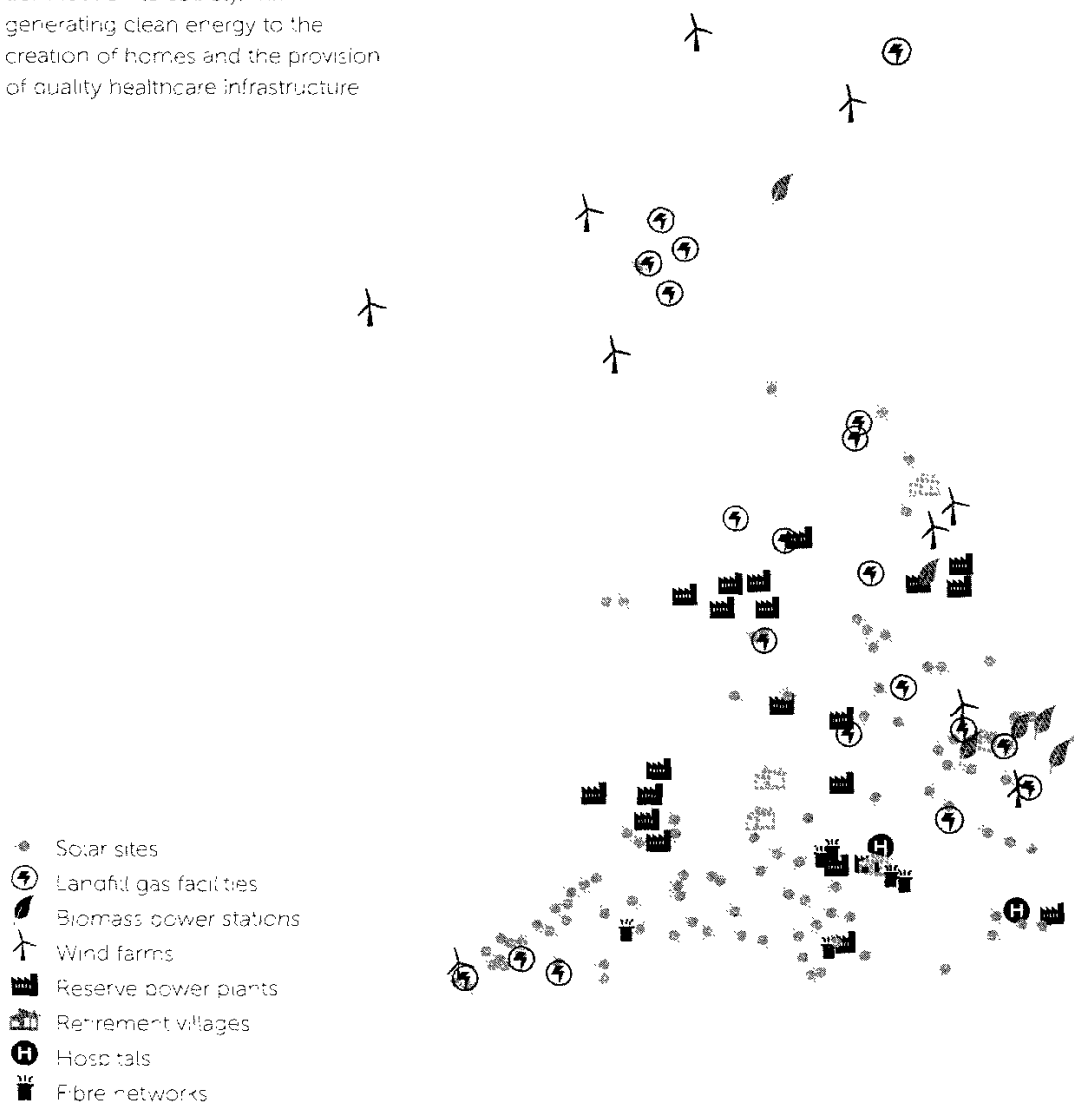 generating clean energy to the
creation of homes and the provision
of quality healthcare infrastructure
Solar sites
Landfill gas facilities
Biomass power stations
Wind farms
Reserve power plants
Retirement villages
Hospitals
Fibre networks